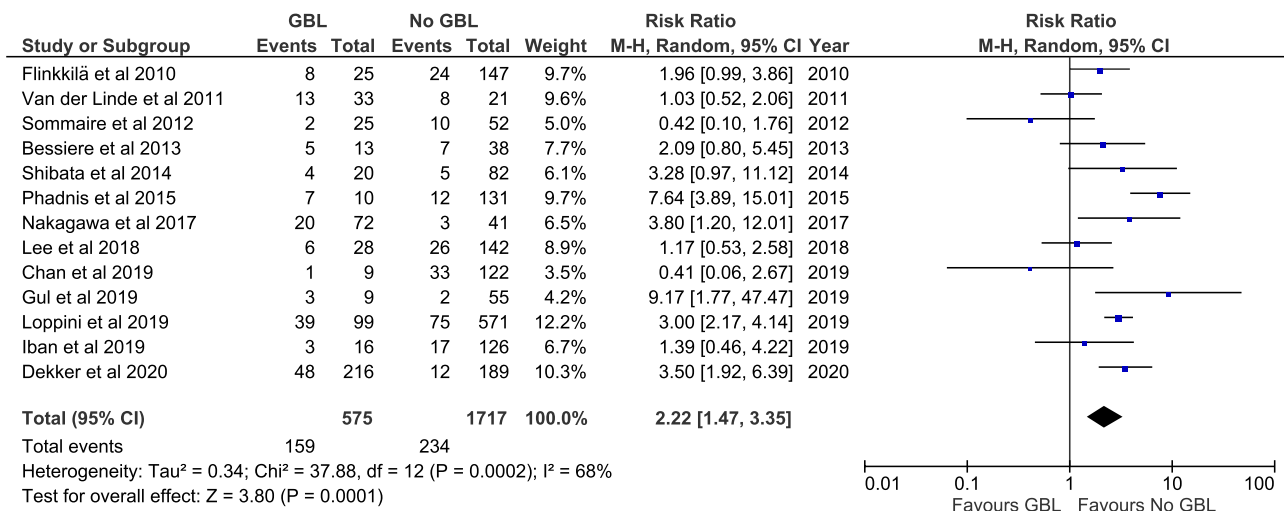 GBL No GBL Risk Ratio Risk Ratio
Study or Subgroup Events Total Events Total Weight M-H, Random, 95% CI Year M-H, Random, 95% CI
Flinkkilä et al 2010 8 25 24 147 9.7% 1.96 [0.99, 3.86] 2010
Van der Linde et al 2011 13 33 8 21 9.6% 1.03 [0.52, 2.06] 2011
Sommaire et al 2012 2 25 10 52 5.0% 0.42 [0.10, 1.76] 2012
Bessiere et al 2013 5 13 7 38 7.7% 2.09 [0.80, 5.45] 2013
Shibata et al 2014 4 20 5 82 6.1% 3.28 [0.97, 11.12] 2014
Phadnis et al 2015 7 10 12 131 9.7% 7.64 [3.89, 15.01] 2015
Nakagawa et al 2017 20 72 3 41 6.5% 3.80 [1.20, 12.01] 2017
Lee et al 2018 6 28 26 142 8.9% 1.17 [0.53, 2.58] 2018
Chan et al 2019 1 9 33 122 3.5% 0.41 [0.06, 2.67] 2019
Gul et al 2019 3 9 2 55 4.2% 9.17 [1.77, 47.47] 2019
Loppini et al 2019 39 99 75 571 12.2% 3.00 [2.17, 4.14] 2019
Iban et al 2019 3 16 17 126 6.7% 1.39 [0.46, 4.22] 2019
Dekker et al 2020 48 216 12 189 10.3% 3.50 [1.92, 6.39] 2020
Total (95% CI) 575 1717 100.0% 2.22 [1.47, 3.35]
Total events 159 234
Heterogeneity: Tau² = 0.34; Chi² = 37.88, df = 12 (P = 0.0002); I² = 68%
Test for overall effect: Z = 3.80 (P = 0.0001)
0.01 0.1 1 10 100
Favours GBL Favours No GBL